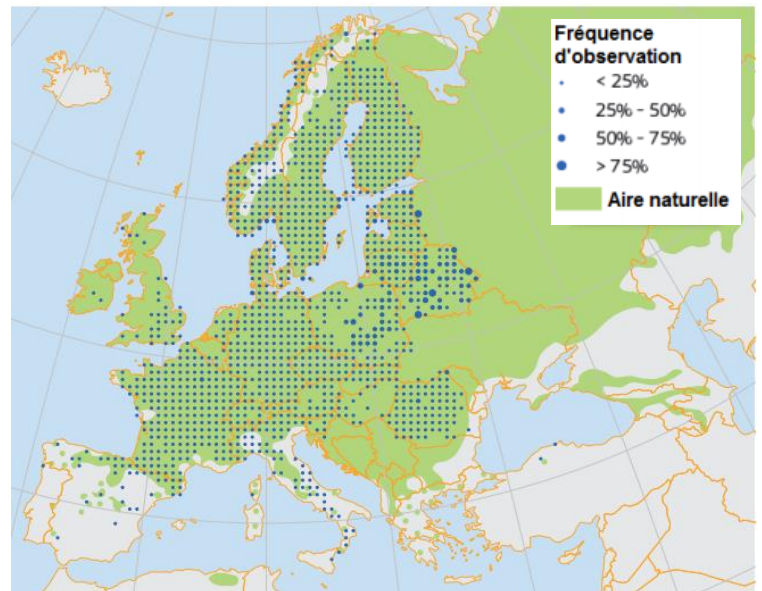 Fréquence
d'observation
< 25%
25% - 50%
50% - 75%
> 75%
Aire naturelle